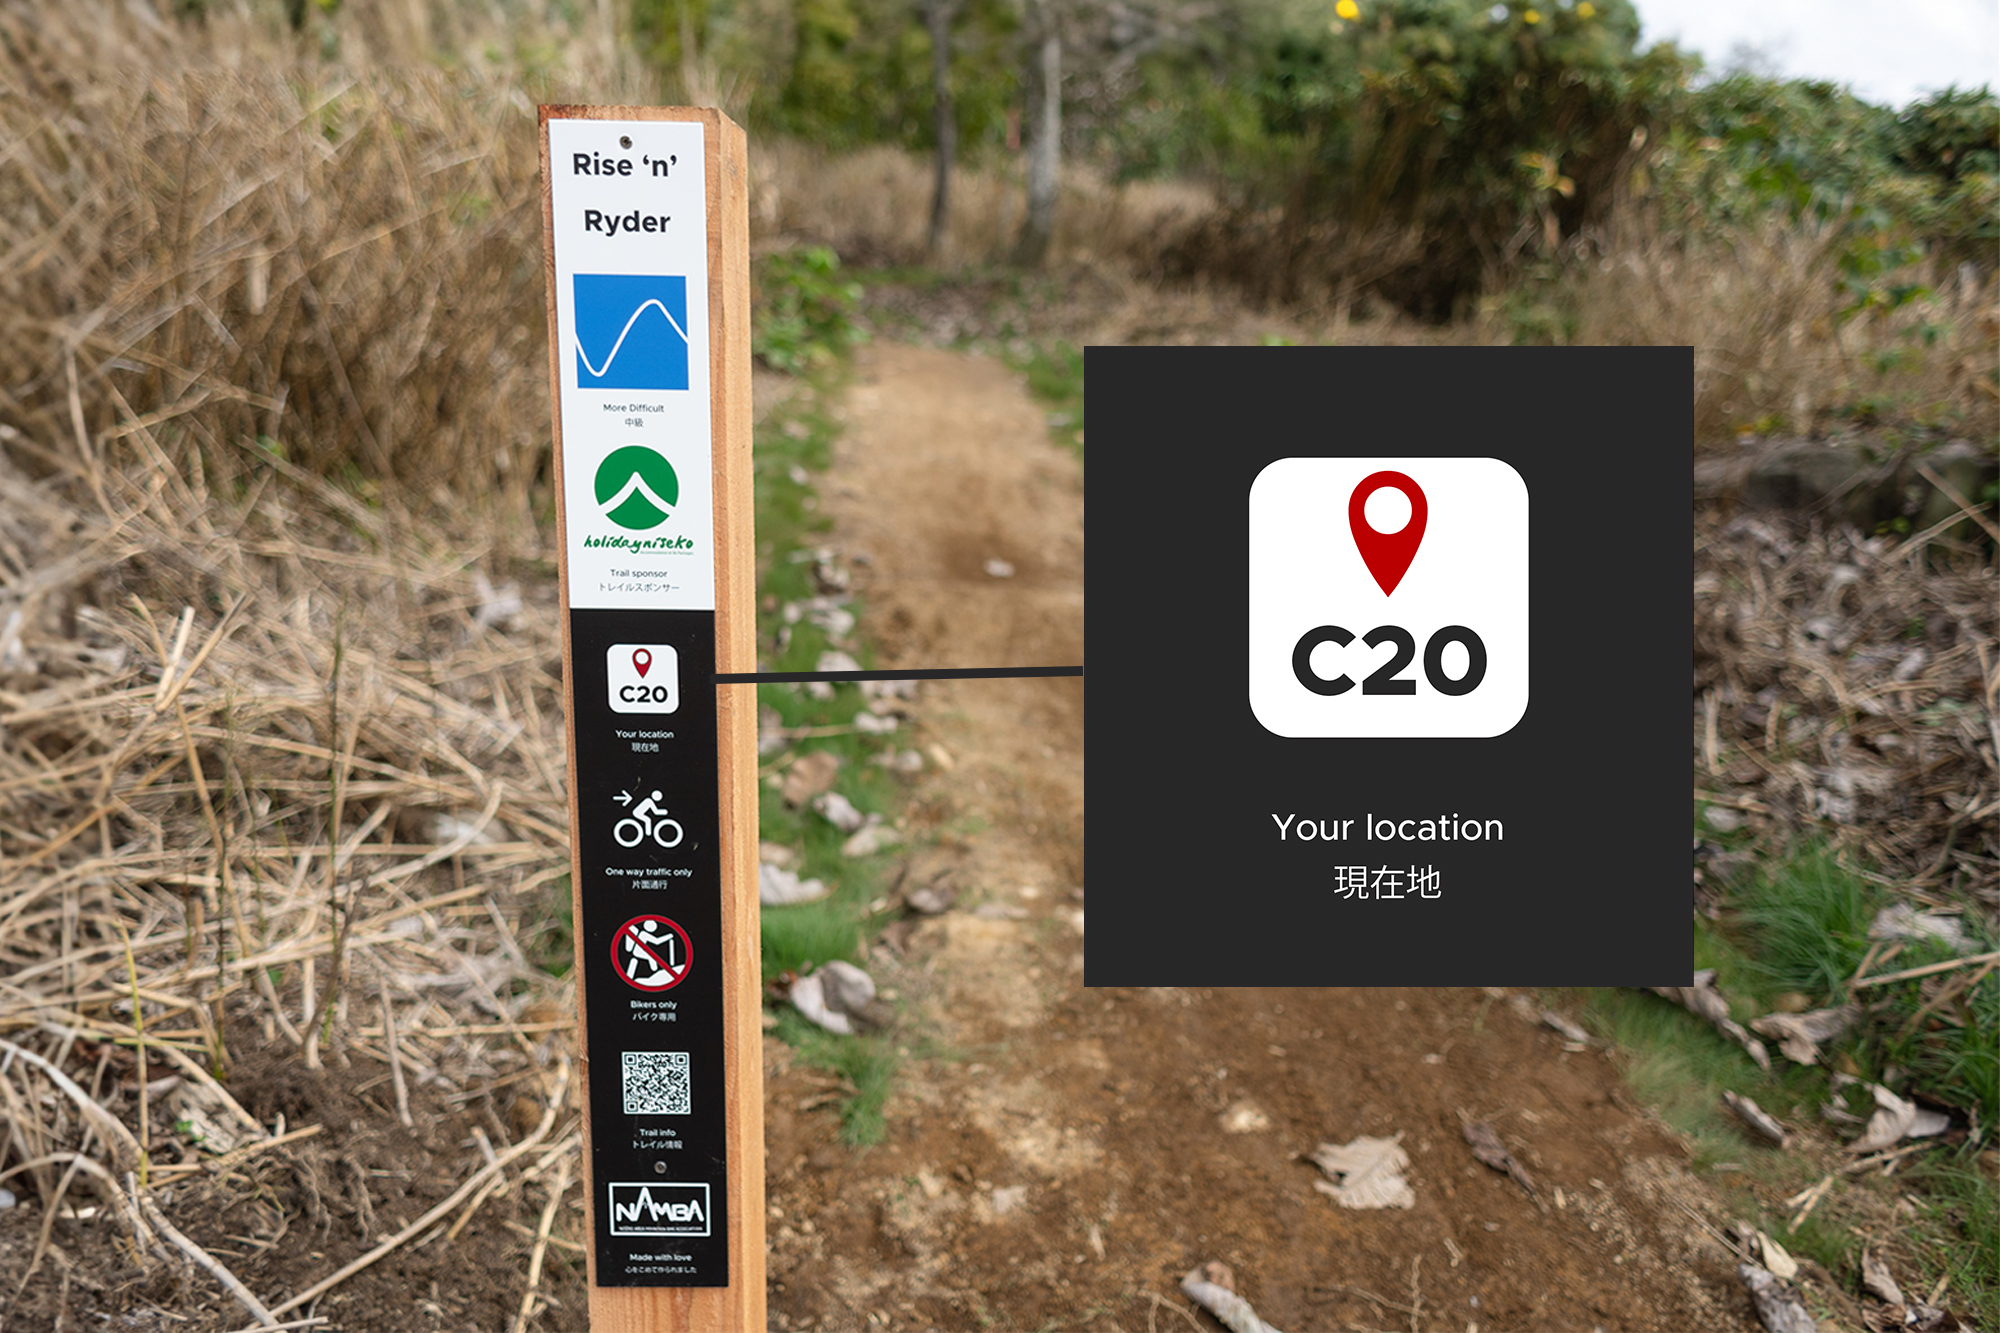 Rise ‘n’
Ryder
More Difficult
中級
holidayniseko
Trail sponsor
トレイルスポンサー
C20
Your location
現在地
One way traffic only
片面通行
Bikers only
バイク専用
Trail info
トレイル情報
NAMBA
Made with love
心をこめて作られました
C20
Your location
現在地